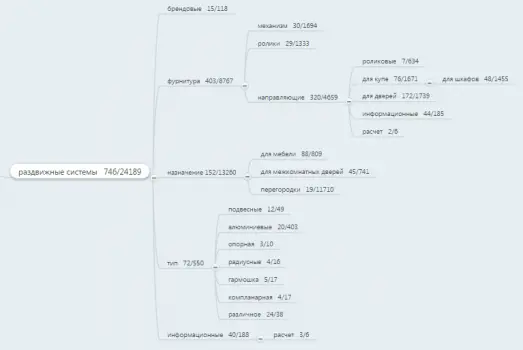 раздвижные системы 746/24189
брендовые 15/118
фурнитура 403/8767
механизм 30/1694
ролики 29/1333
направляющие 320/4659
роликовые 7/634
для купе 76/1671
для шкафов 48/1455
для дверей 172/1739
информационные 44/185
расчет 2/6
назначение 152/13260
для мебели 88/809
для межкомнатных дверей 45/741
перегородки 19/11710
тип 72/550
подвесные 12/49
алюминиевые 20/403
опорная 3/10
радиусные 4/16
гармошка 5/17
компланарная 4/17
различное 24/38
информационные 40/188
расчет 3/6